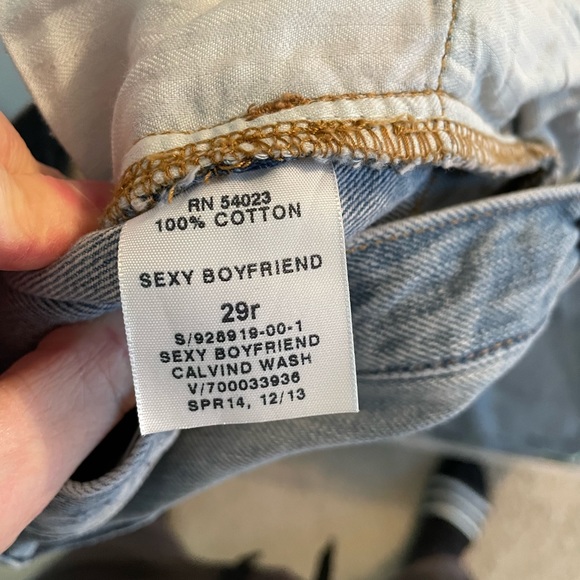 RN 54023
100% COTTON
SEXY BOYFRIEND
29r
S/928919-00-1
SEXY BOYFRIEND
CALVIND WASH
V/700033936
SPR14, 12/13